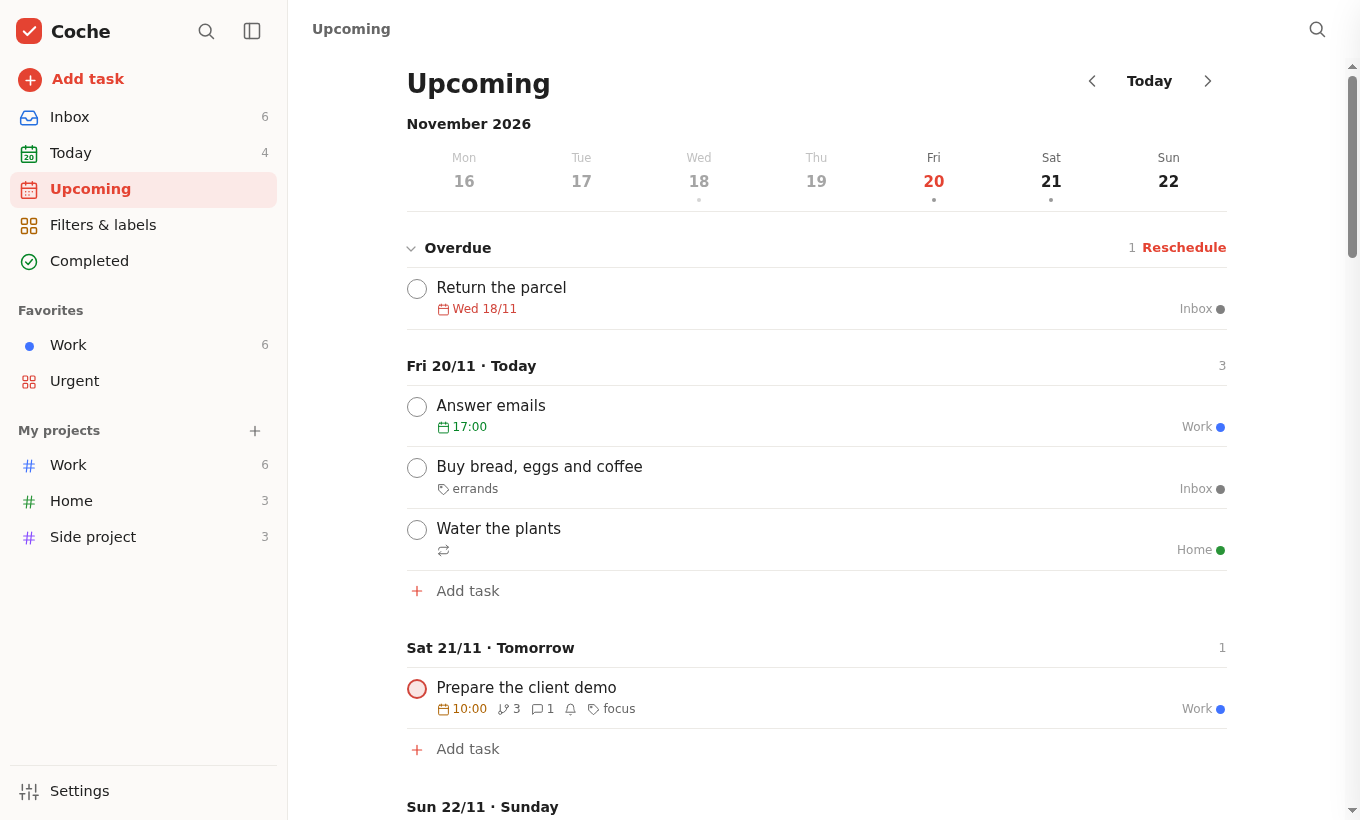 Coche
Add task
Inbox 6
20 Today 4
Upcoming
Filters & labels
Completed
Favorites
Work 6
Urgent
My projects
Work 6
Home 3
Side project 3
Settings
Upcoming
Upcoming Today
November 2026
Mon Tue Wed Thu Fri Sat Sun
16 17 18 19 20 21 22
Overdue 1 Reschedule
Return the parcel
Wed 18/11 Inbox
Fri 20/11 · Today 3
Answer emails
17:00 Work
Buy bread, eggs and coffee
errands Inbox
Water the plants
Home
Add task
Sat 21/11 · Tomorrow 1
Prepare the client demo
10:00 3 1 focus Work
Add task
Sun 22/11 · Sunday